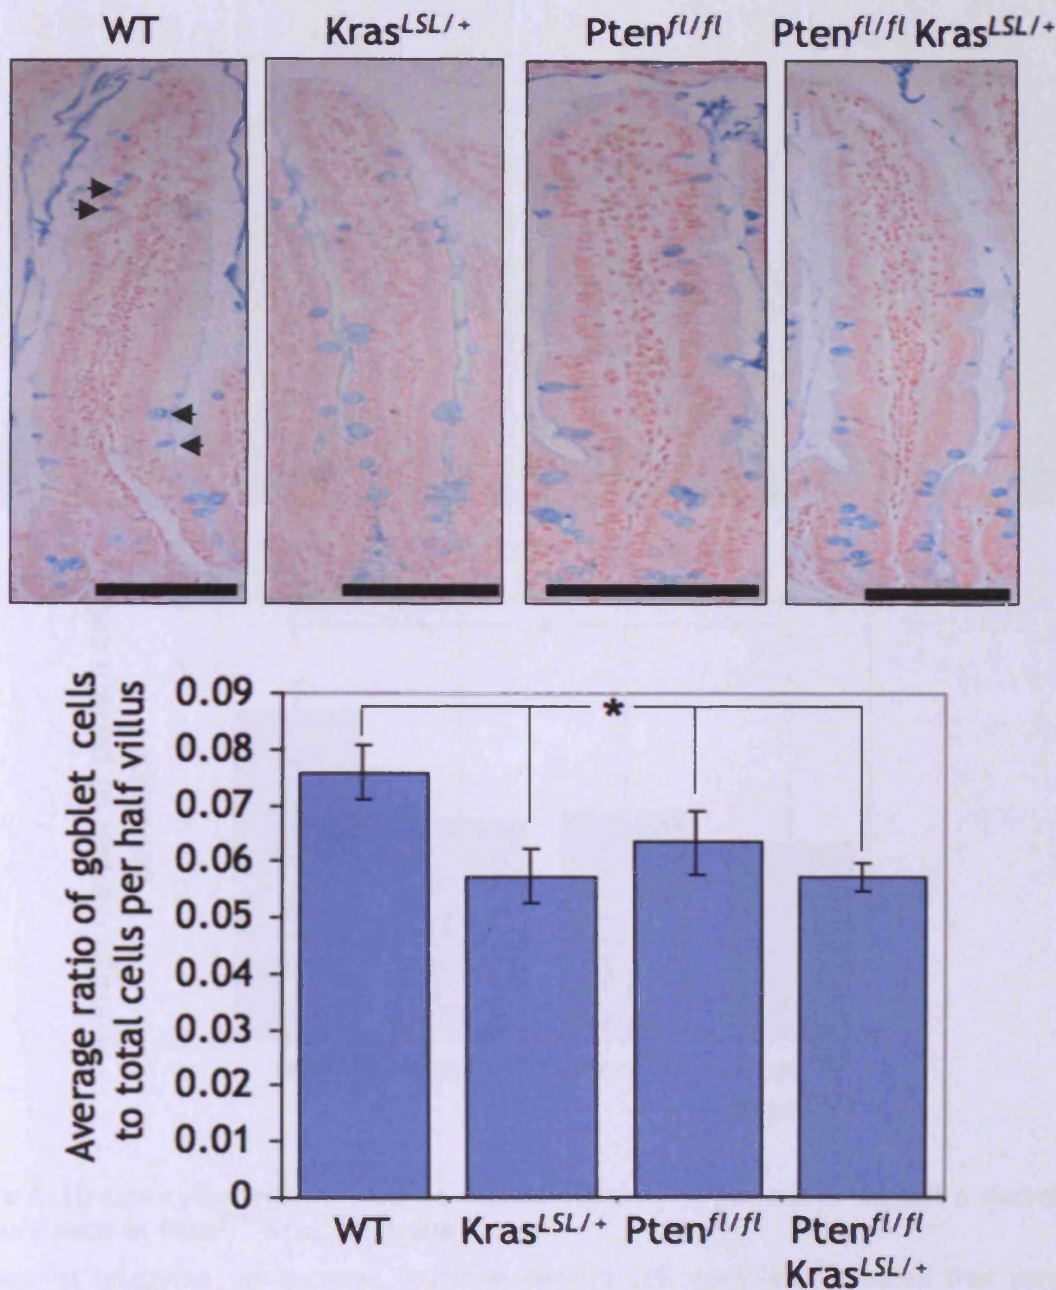 WT
Kras^LSL/+
Pten^fl/fl
Pten^fl/fl Kras^LSL/+
Average ratio of goblet cells
to total cells per half villus
0.09
0.08
0.07
0.06
0.05
0.04
0.03
0.02
0.01
0
*
WT
Kras^LSL/+
Pten^fl/fl
Pten^fl/fl
Kras^LSL/+